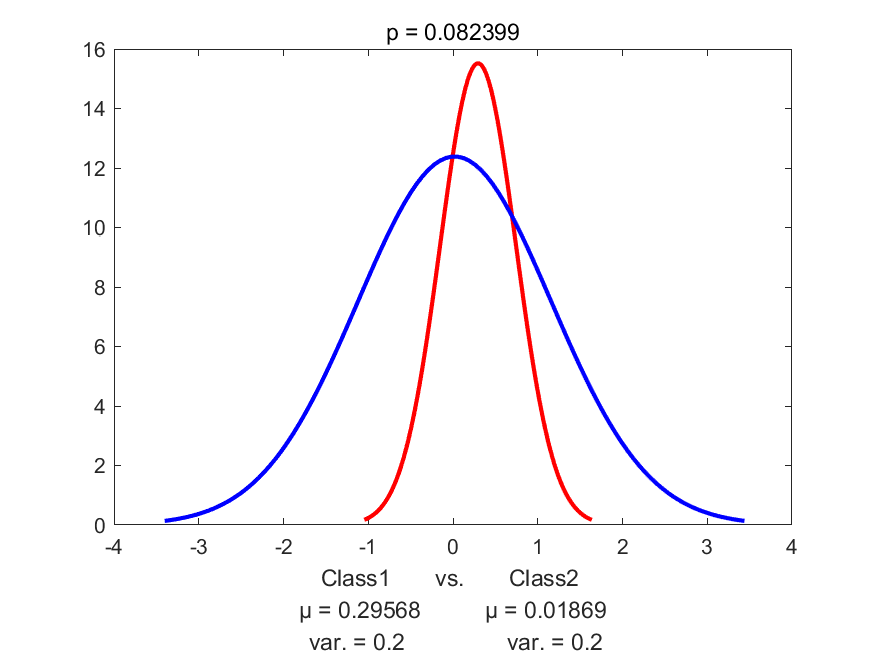 p = 0.082399
16
14
12
10
8
6
4
2
0
-4 -3 -2 -1 0 1 2 3 4
Class1 vs. Class2
μ = 0.29568 μ = 0.01869
var. = 0.2 var. = 0.2